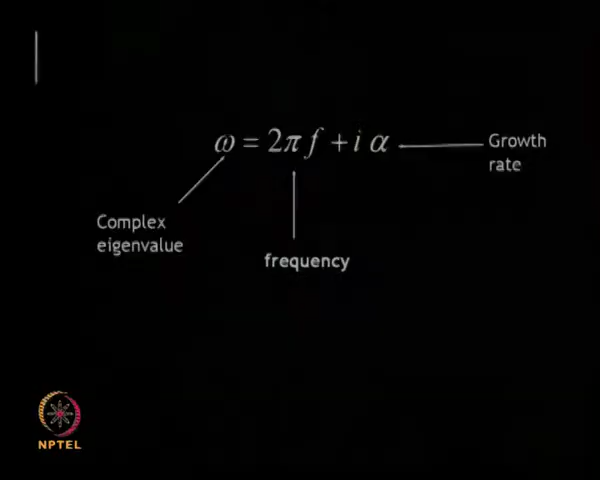 ω = 2π f + i α
Growth
rate
Complex
eigenvalue
frequency
NPTEL